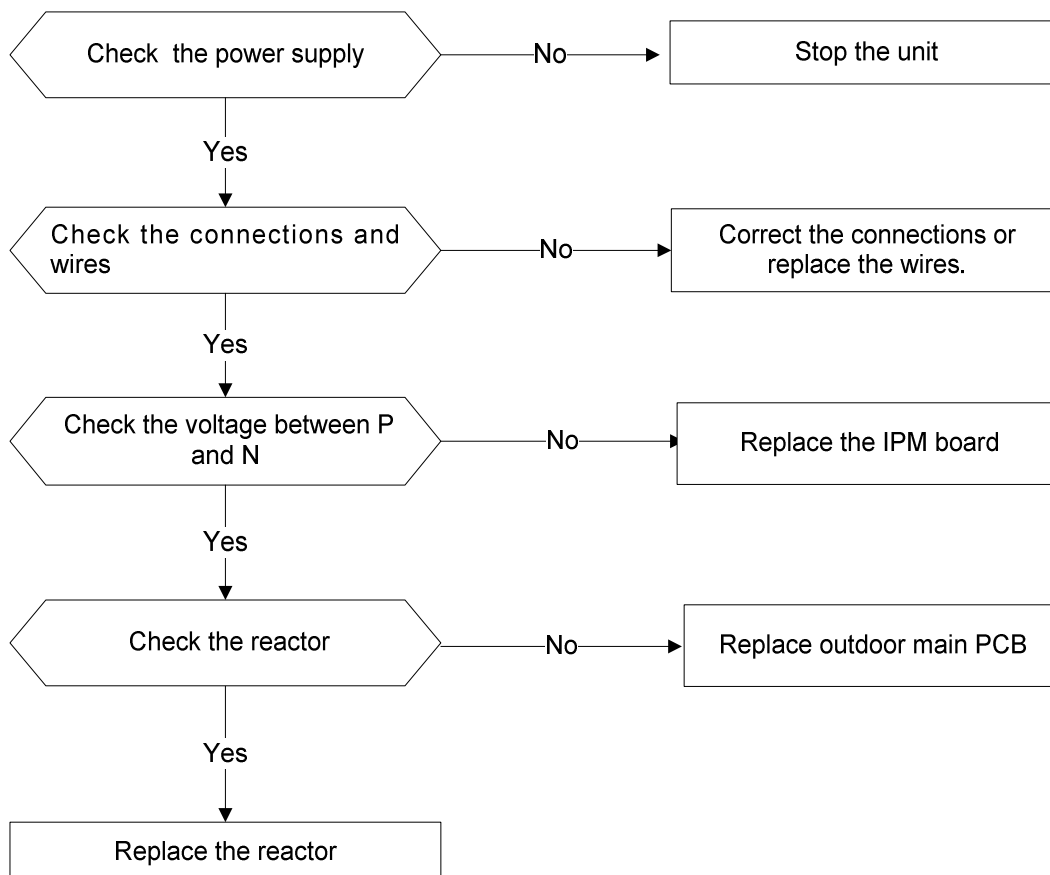 Check the power supply
No
Stop the unit
Yes
Check the connections and
wires
No
Correct the connections or
replace the wires.
Yes
Check the voltage between P
and N
No
Replace the IPM board
Yes
Check the reactor
No
Replace outdoor main PCB
Yes
Replace the reactor